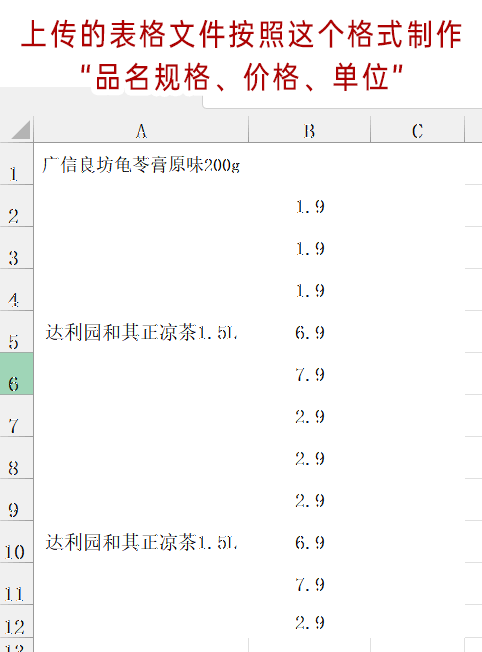 上传的表格文件按照这个格式制作
“品名规格、价格、单位”
A B C
1 广信良坊龟苓膏原味200g
2 1.9
3 1.9
4 1.9
5 达利园和其正凉茶1.5L 6.9
6 7.9
7 2.9
8 2.9
9 2.9
10 达利园和其正凉茶1.5L 6.9
11 7.9
12 2.9
13